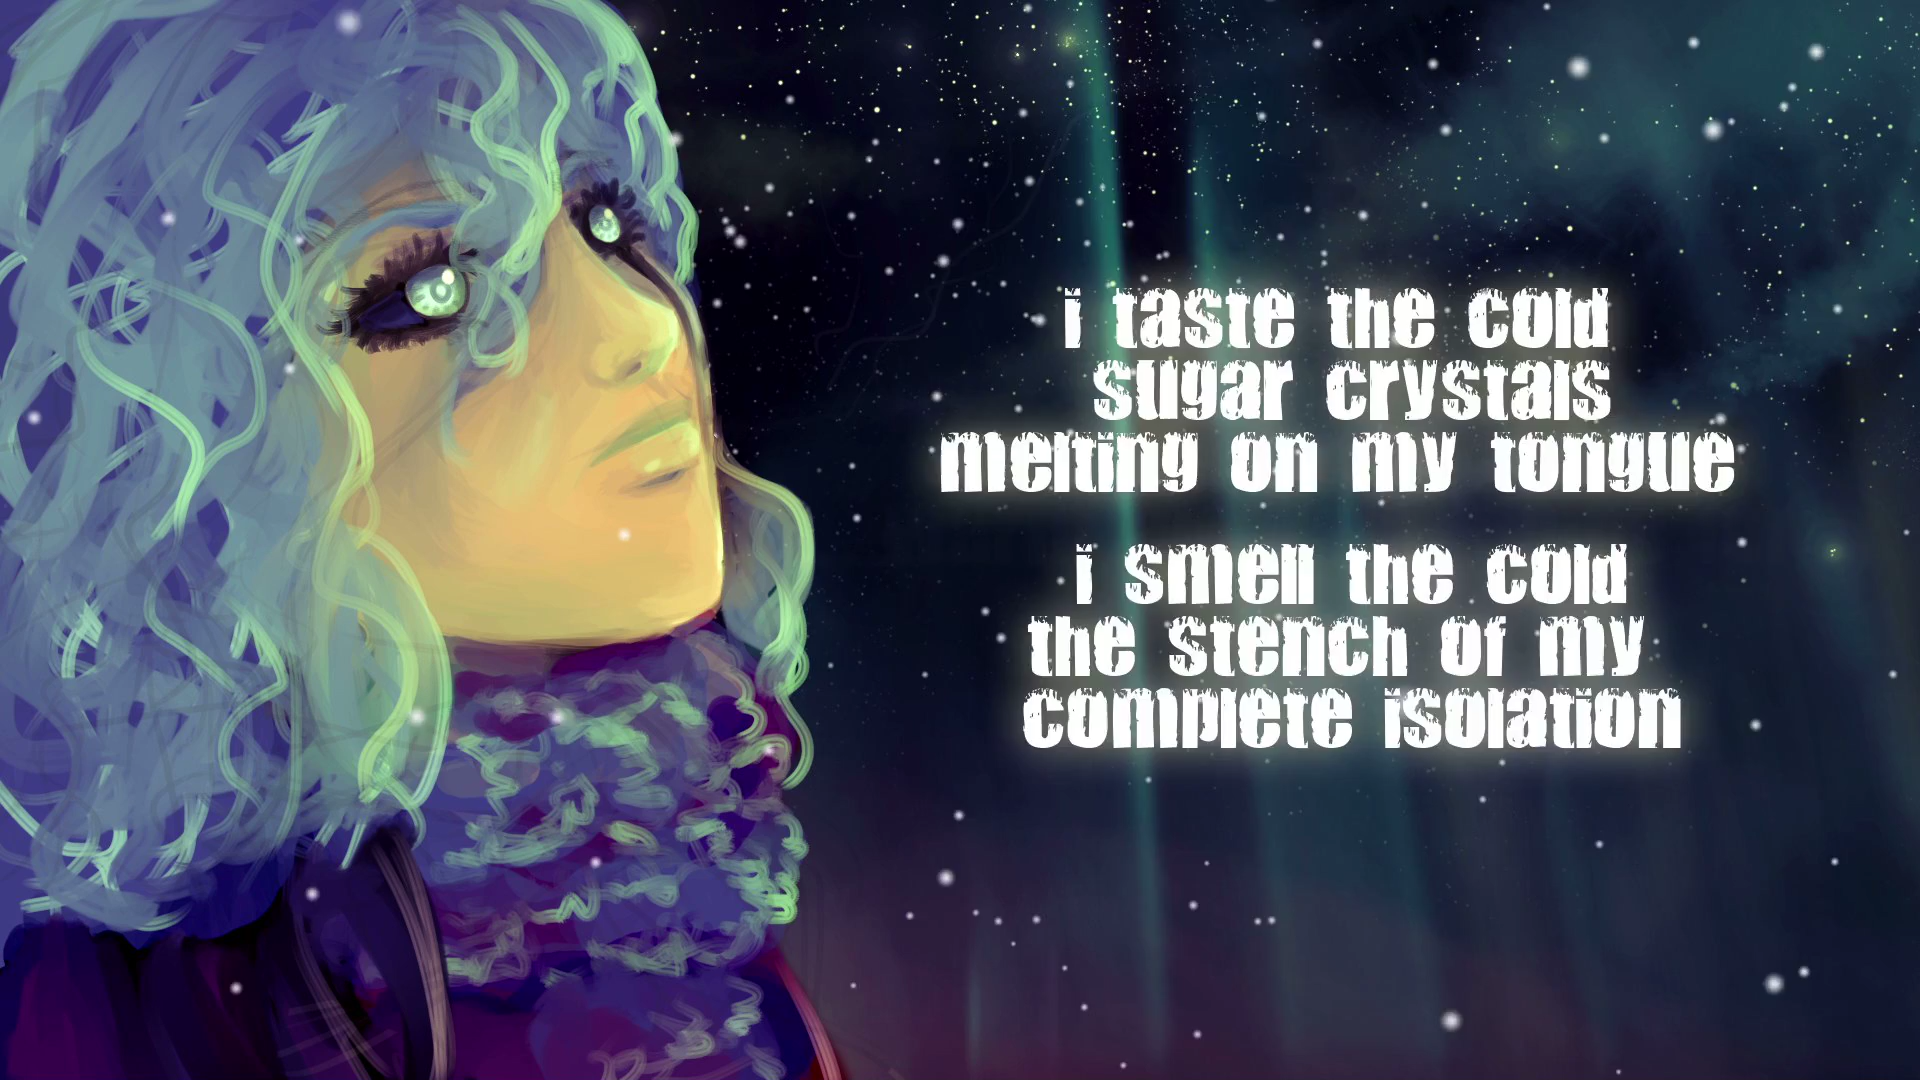 i taste the cold
sugar crystals
melting on my tongue
i smell the cold
the stench of my
complete isolation